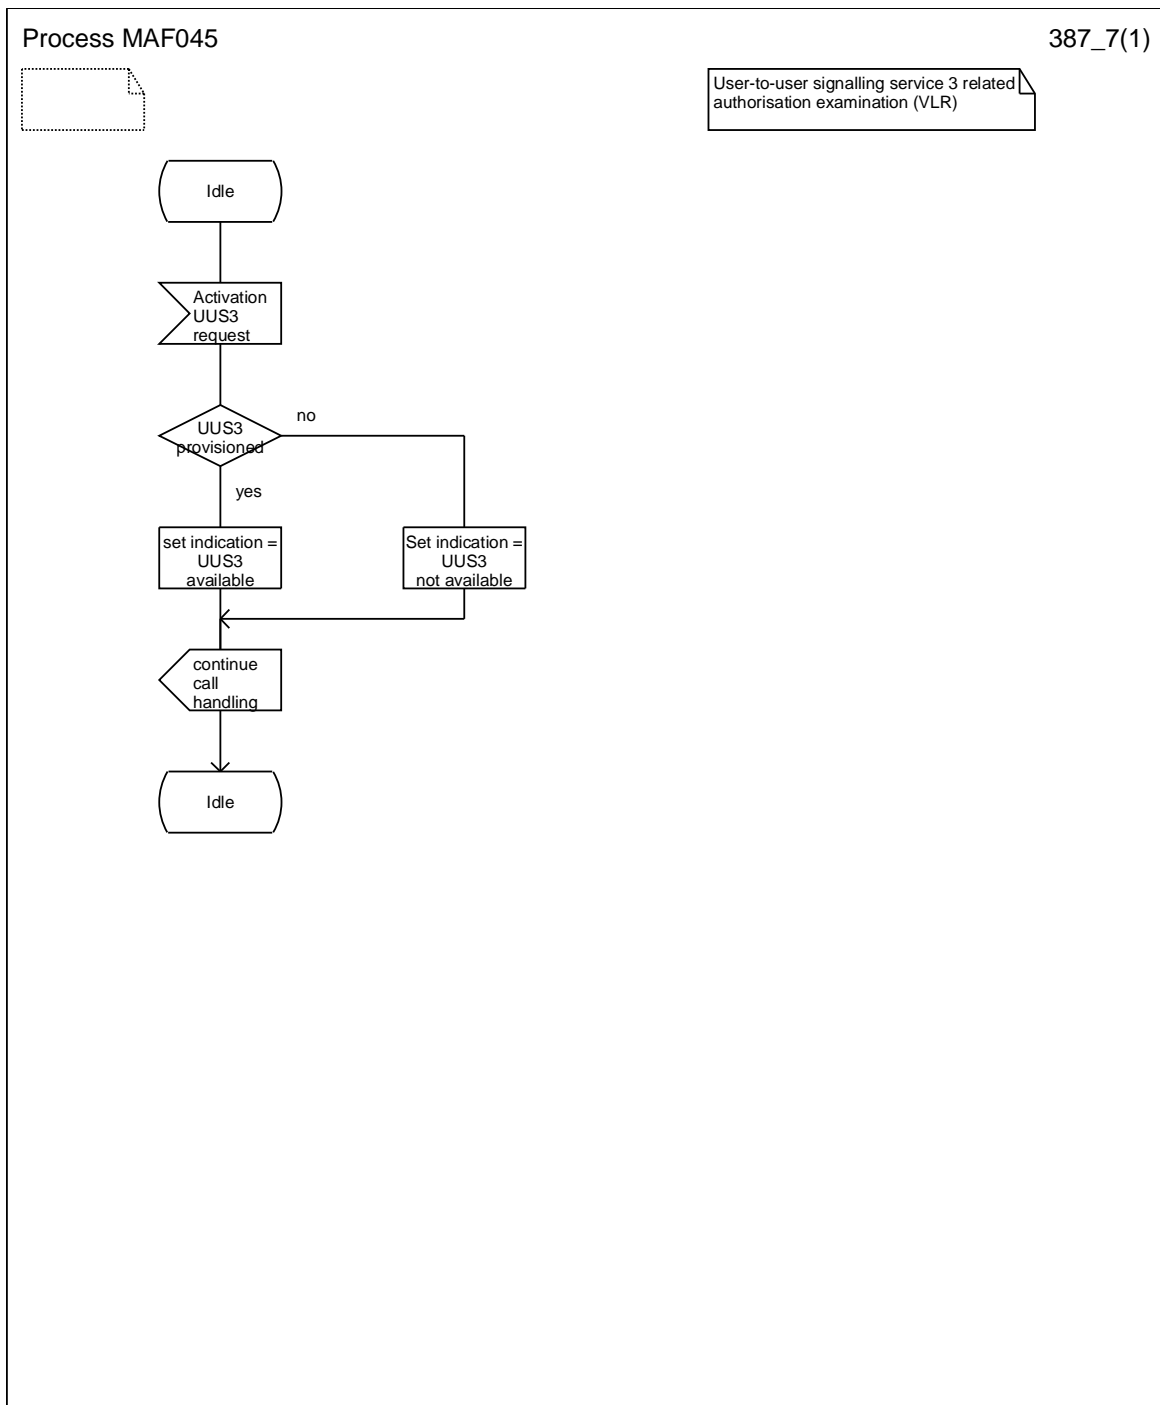 Process MAF045
387_7(1)
User-to-user signalling service 3 related
authorisation examination (VLR)
Idle
Activation
UUS3
request
UUS3
provisioned
no
yes
set indication =
UUS3
available
Set indication =
UUS3
not available
continue
call
handling
Idle